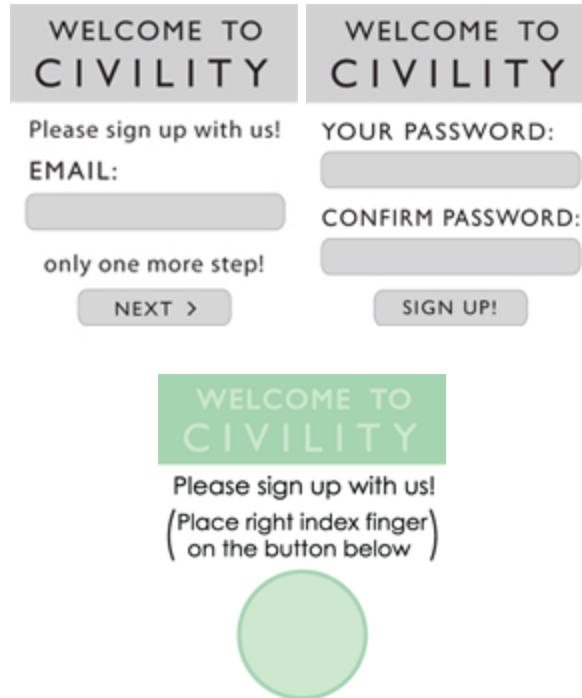 WELCOME TO
CIVILITY
Please sign up with us!
EMAIL:
only one more step!
NEXT >
WELCOME TO
CIVILITY
YOUR PASSWORD:
CONFIRM PASSWORD:
SIGN UP!
WELCOME TO
CIVILITY
Please sign up with us!
(Place right index finger
on the button below)